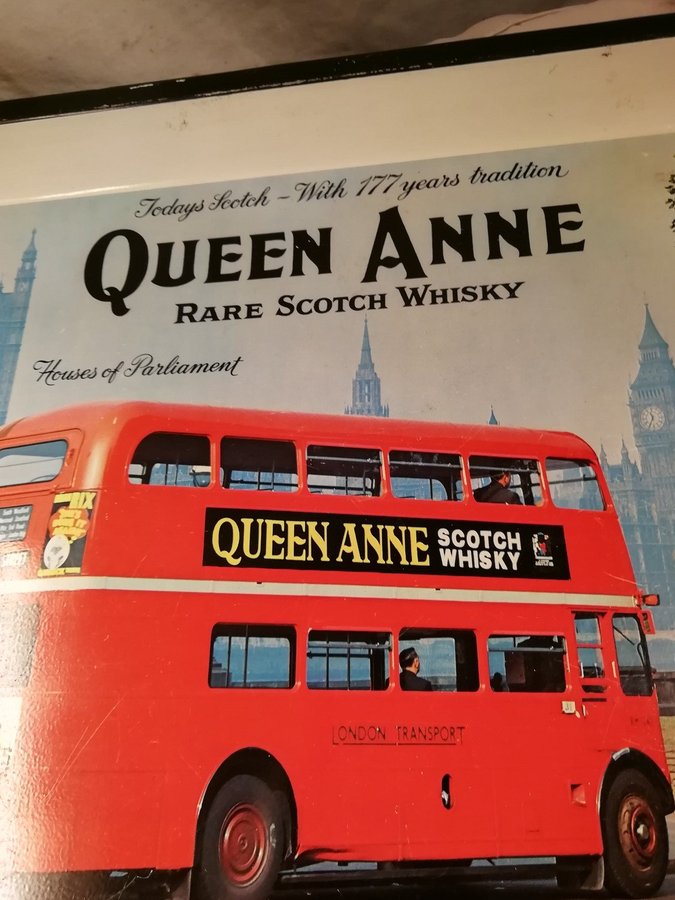 Todays Scotch - With 177 years tradition
QUEEN ANNE
RARE SCOTCH WHISKY
Houses of Parliament
QUEEN ANNE SCOTCH WHISKY
LONDON TRANSPORT